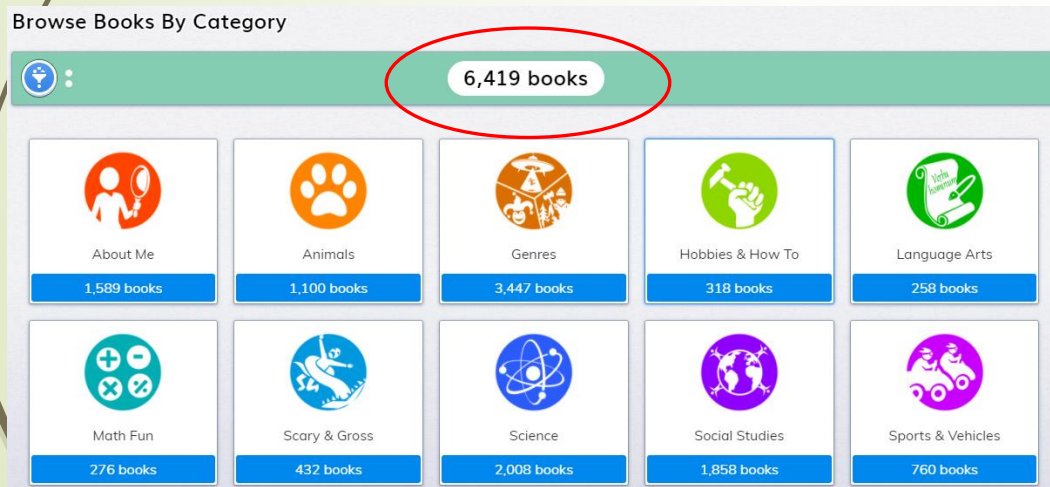 Browse Books By Category
6,419 books
Verba
hominum
About Me
Animals
Genres
Hobbies & How To
Language Arts
1,589 books
1,100 books
3,447 books
318 books
258 books
Math Fun
Scary & Gross
Science
Social Studies
Sports & Vehicles
276 books
432 books
2,008 books
1,858 books
760 books